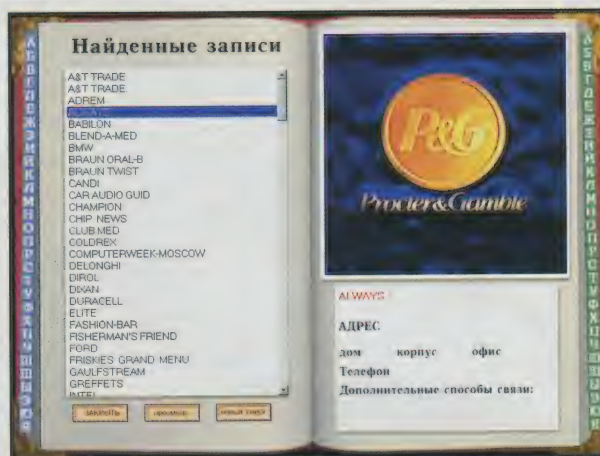 Найденные записи
A&T TRADE
A&T TRADE
ADREM
BABILON
BLEND-A-MED
BMW
BRAUN ORAL-B
BRAUN TWIST
CANDI
CAR AUDIO GUID
CHAMPION
CHIP NEWS
CLUB MED
COLDREX
COMPUTERWEEK-MOSCOW
DELONGHI
DIROL
DIXAN
DURACELL
ELITE
FASHION-BAR
FISHERMAN'S FRIEND
FORD
FRISKIES GRAND MENU
GAULFSTREAM
GREFFETS
INTEL
P&G
Procter&Gamble
ALWAYS
АДРЕС
дом корпус офис
Телефон
Дополнительные способы связи: